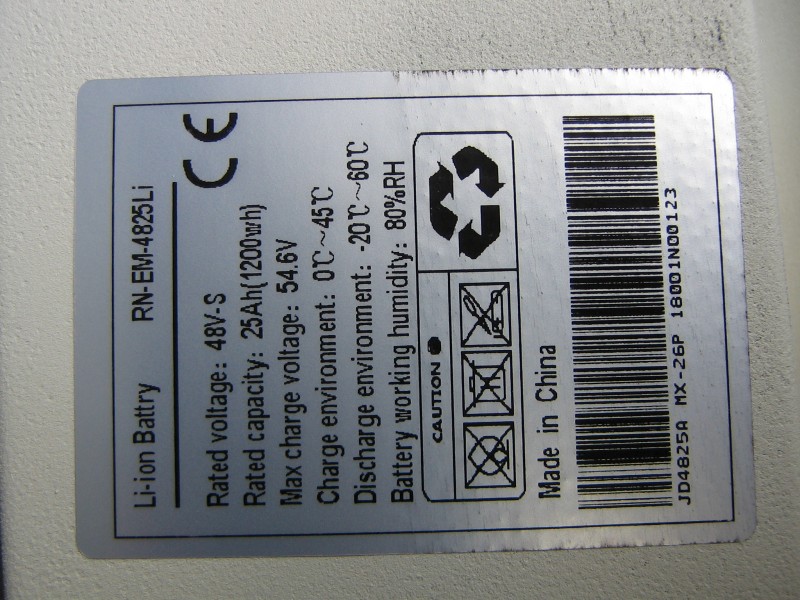 Li-ion Battry RN-EM-4825Li
CE
Rated voltage: 48V-S
Rated capacity: 25Ah(1200wh)
Max charge voltage: 54.6V
Charge environment: 0℃~45℃
Discharge environment: -20℃~60℃
Battery working humidity: 80%RH
CAUTION
Made in China
JD4825A MX-26P 18001N00123